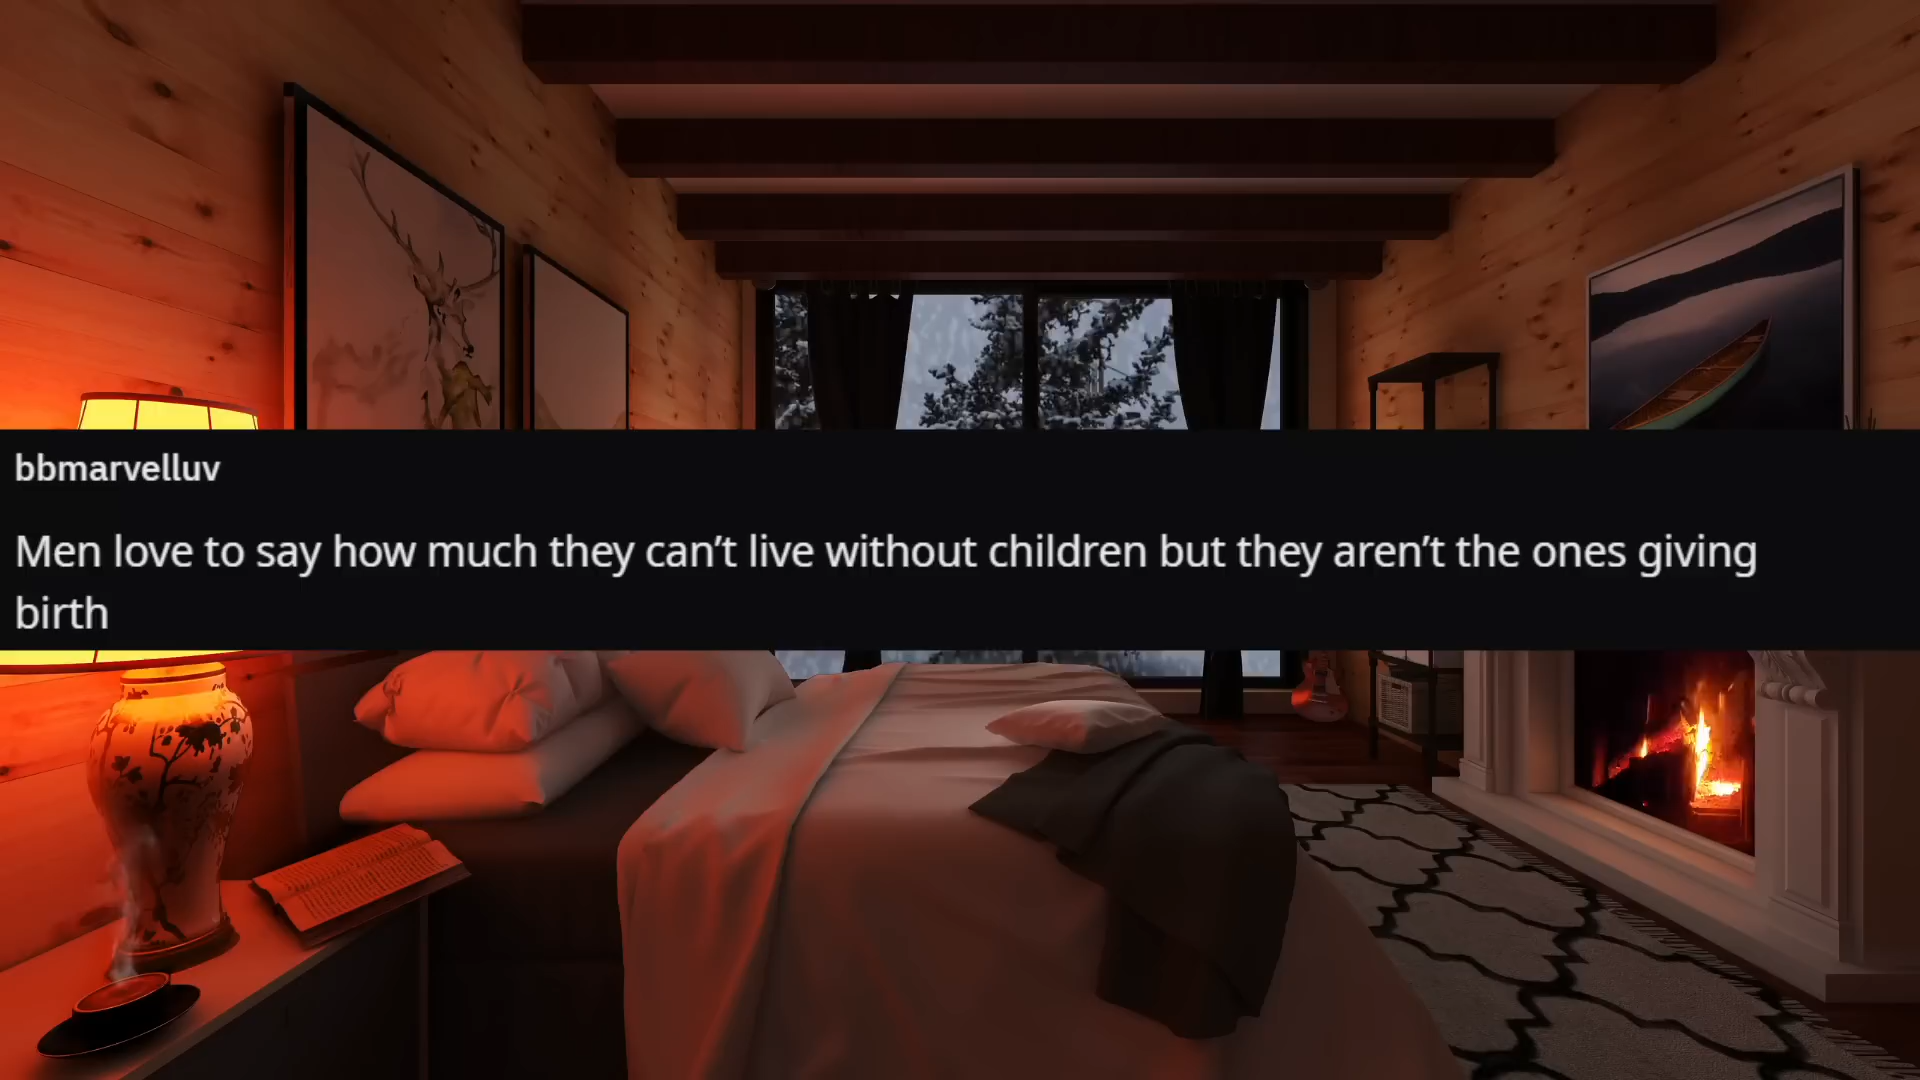 bbmarvelluv
Men love to say how much they can’t live without children but they aren’t the ones giving
birth